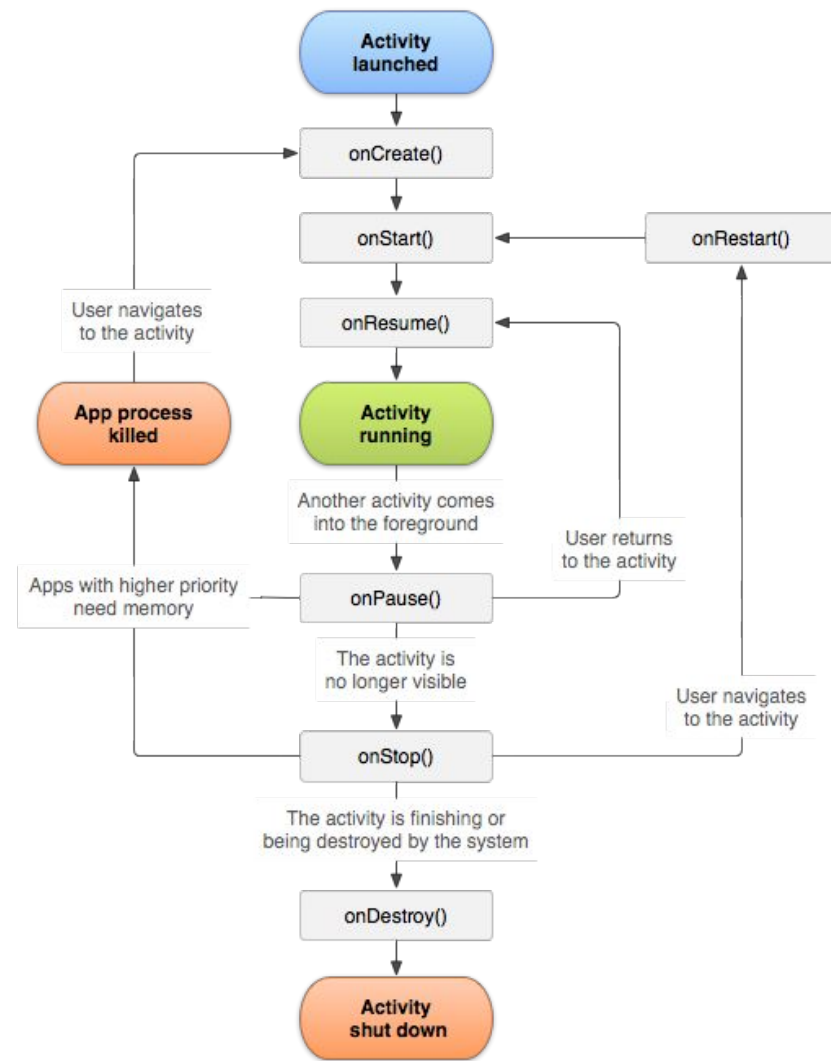 Activity
launched
onCreate()
onStart()
onRestart()
User navigates
to the activity
onResume()
App process
killed
Activity
running
Another activity comes
into the foreground
User returns
to the activity
Apps with higher priority
need memory
onPause()
The activity is
no longer visible
User navigates
to the activity
onStop()
The activity is finishing or
being destroyed by the system
onDestroy()
Activity
shut down